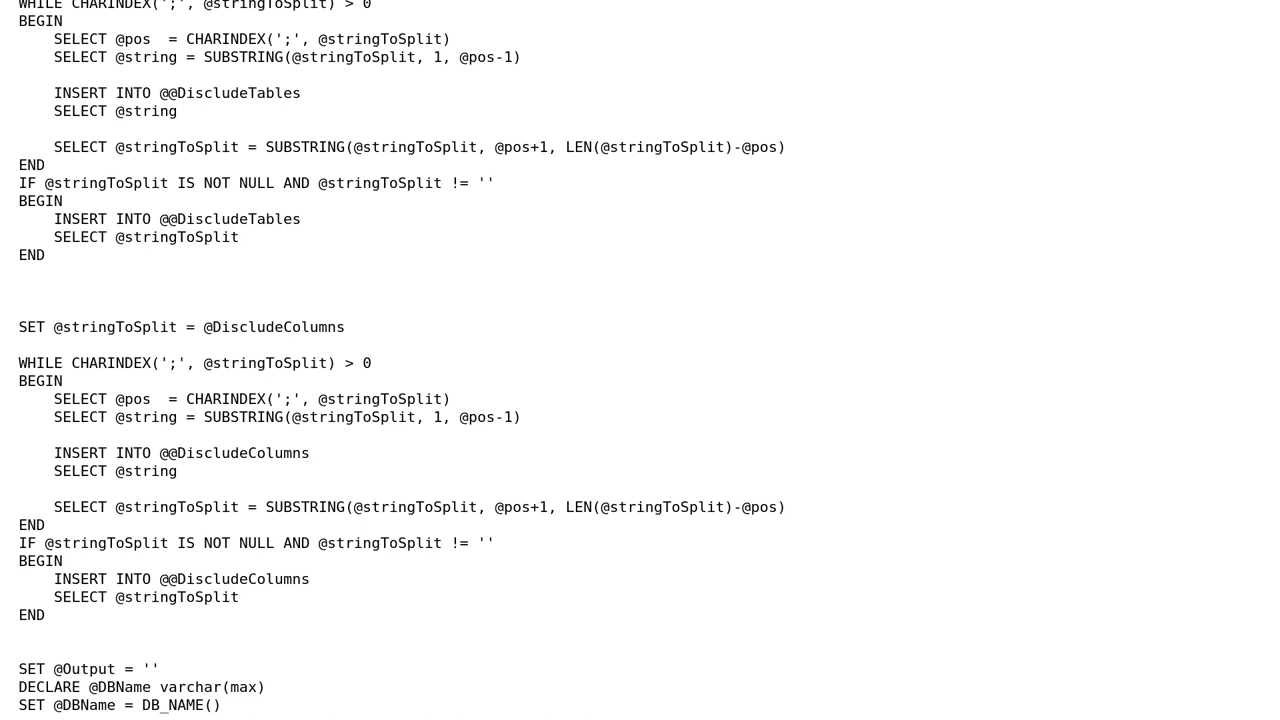 WHILE CHARINDEX(';', @stringToSplit) > 0
BEGIN
    SELECT @pos  = CHARINDEX(';', @stringToSplit)
    SELECT @string = SUBSTRING(@stringToSplit, 1, @pos-1)

    INSERT INTO @@DiscludeTables
    SELECT @string

    SELECT @stringToSplit = SUBSTRING(@stringToSplit, @pos+1, LEN(@stringToSplit)-@pos)
END
IF @stringToSplit IS NOT NULL AND @stringToSplit != ''
BEGIN
    INSERT INTO @@DiscludeTables
    SELECT @stringToSplit
END

SET @stringToSplit = @DiscludeColumns

WHILE CHARINDEX(';', @stringToSplit) > 0
BEGIN
    SELECT @pos  = CHARINDEX(';', @stringToSplit)
    SELECT @string = SUBSTRING(@stringToSplit, 1, @pos-1)

    INSERT INTO @@DiscludeColumns
    SELECT @string

    SELECT @stringToSplit = SUBSTRING(@stringToSplit, @pos+1, LEN(@stringToSplit)-@pos)
END
IF @stringToSplit IS NOT NULL AND @stringToSplit != ''
BEGIN
    INSERT INTO @@DiscludeColumns
    SELECT @stringToSplit
END

SET @Output = ''
DECLARE @DBName varchar(max)
SET @DBName = DB_NAME()